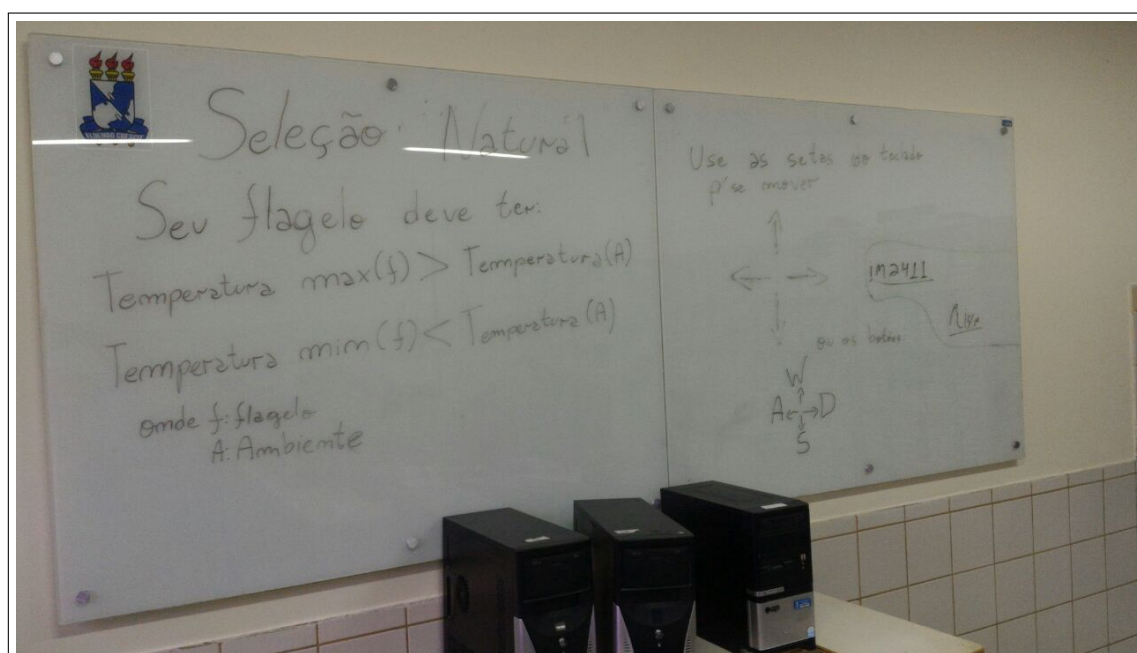 Seleção Natural
Seu flagelo deve ter:
Temperatura max(f) > Temperatura(A)
Temperatura mim(f) < Temperatura(A)
onde f: flagelo
A: Ambiente
Use as setas do teclado
p'se mover
1m2411
ou os botões:
W
A D
S